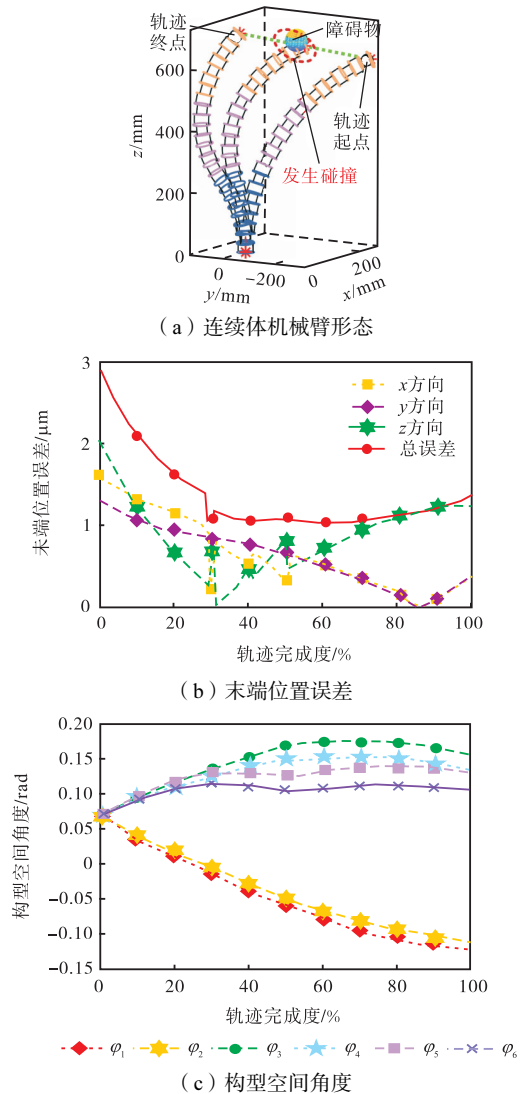 轨迹
终点
障碍物
轨迹
起点
发生碰撞
z/mm
600
400
200
0
0
−200
y/mm
0
200
x/mm
（a）连续体机械臂形态
3
2
1
0
未端位置误差/μm
x方向
y方向
z方向
总误差
0 20 40 60 80 100
轨迹完成度/%
（b）末端位置误差
0.20
0.15
0.10
0.05
0
−0.05
−0.10
−0.15
构型空间角度/rad
0 20 40 60 80 100
轨迹完成度/%
φ₁ φ₂ φ₃ φ₄ φ₅ φ₆
（c）构型空间角度